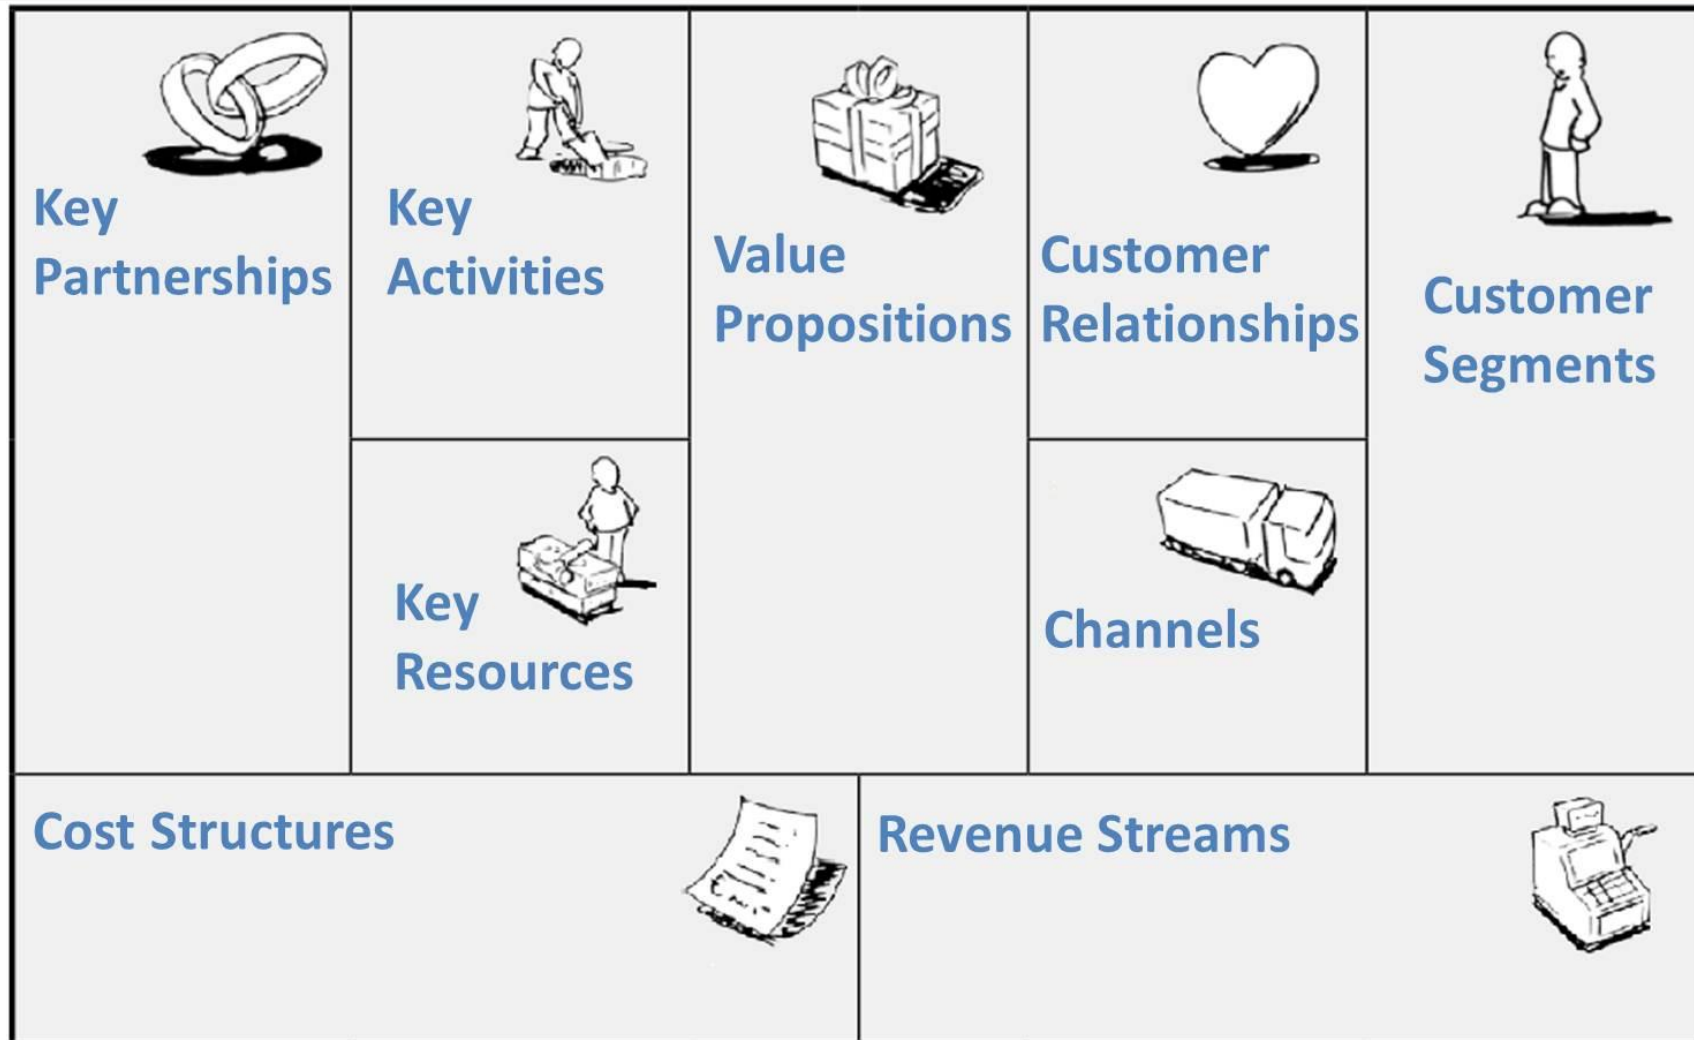 Key
Partnerships
Key
Activities
Key
Resources
Value
Propositions
Customer
Relationships
Channels
Customer
Segments
Cost Structures
Revenue Streams